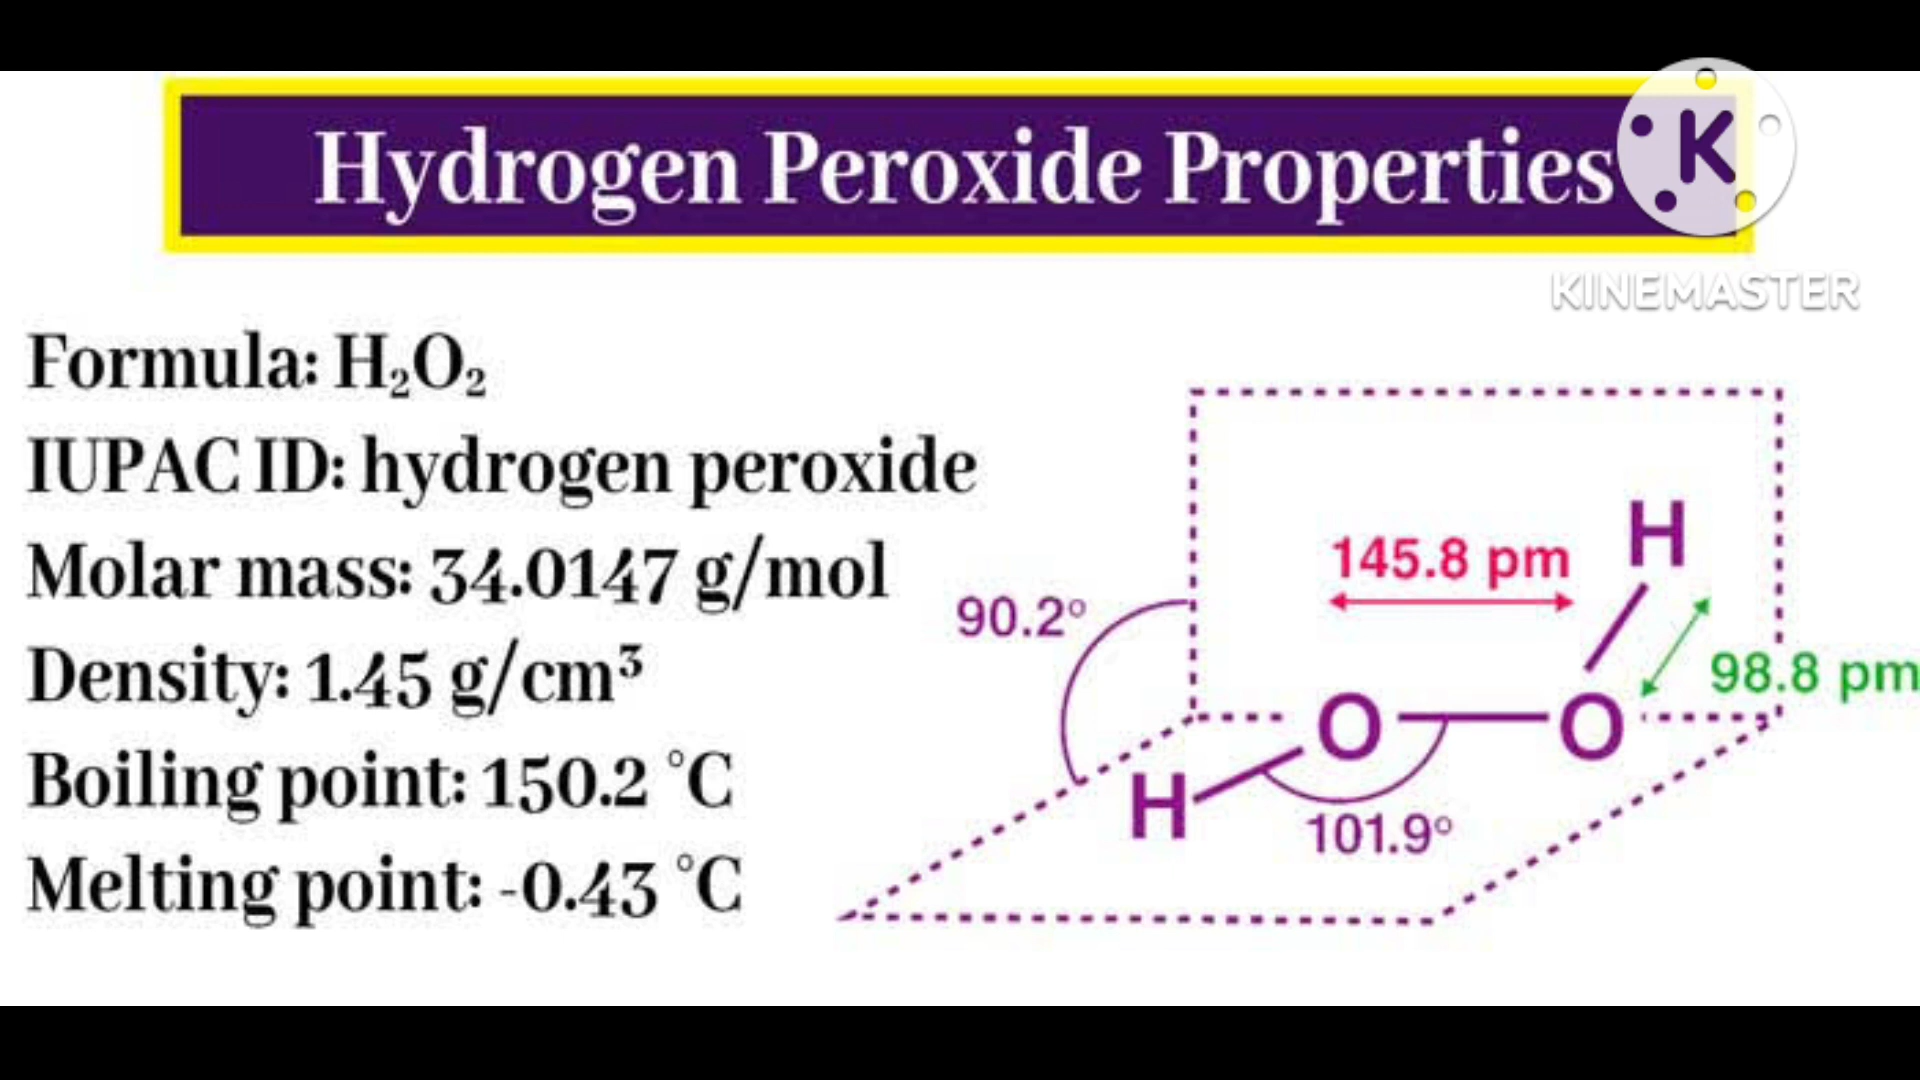 Hydrogen Peroxide Properties
K
KINEMASTER
Formula: H₂O₂
IUPAC ID: hydrogen peroxide
Molar mass: 34.0147 g/mol
Density: 1.45 g/cm³
Boiling point: 150.2 °C
Melting point: -0.43 °C
H
145.8 pm
90.2°
98.8 pm
O O
H
101.9°